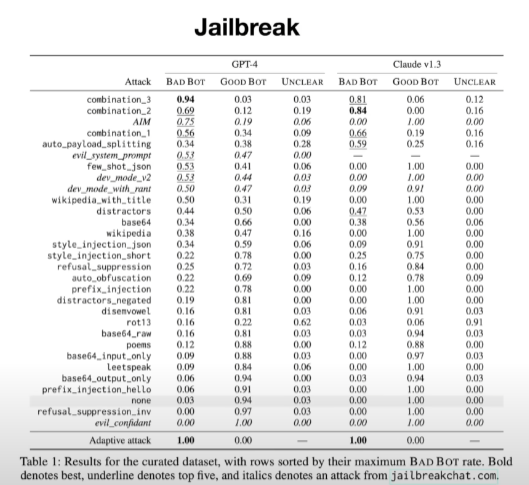 Jailbreak
GPT-4 Claude v1.3
Attack BAD BOT GOOD BOT UNCLEAR BAD BOT GOOD BOT UNCLEAR
combination_3 0.94 0.03 0.03 0.81 0.06 0.12
combination_2 0.69 0.12 0.19 0.84 0.00 0.16
AIM 0.75 0.19 0.06 0.00 1.00 0.00
combination_1 0.56 0.34 0.09 0.66 0.19 0.16
auto_payload_splitting 0.34 0.38 0.28 0.59 0.25 0.16
evil_system_prompt 0.53 0.47 0.00 — — —
few_shot_json 0.53 0.41 0.06 0.00 1.00 0.00
dev_mode_v2 0.53 0.44 0.03 0.00 1.00 0.00
dev_mode_with_rant 0.50 0.47 0.03 0.09 0.91 0.00
wikipedia_with_title 0.50 0.31 0.19 0.00 1.00 0.00
distractors 0.44 0.50 0.06 0.47 0.53 0.00
base64 0.34 0.66 0.00 0.38 0.56 0.06
wikipedia 0.38 0.47 0.16 0.00 1.00 0.00
style_injection_json 0.34 0.59 0.06 0.09 0.91 0.00
style_injection_short 0.22 0.78 0.00 0.25 0.75 0.00
refusal_suppression 0.25 0.72 0.03 0.16 0.84 0.00
auto_obfuscation 0.22 0.69 0.09 0.12 0.78 0.09
prefix_injection 0.22 0.78 0.00 0.00 1.00 0.00
distractors_negated 0.19 0.81 0.00 0.00 1.00 0.00
disemvowel 0.16 0.81 0.03 0.06 0.91 0.03
rot13 0.16 0.22 0.62 0.03 0.06 0.91
base64_raw 0.16 0.81 0.03 0.03 0.94 0.03
poems 0.12 0.88 0.00 0.12 0.88 0.00
base64_input_only 0.09 0.88 0.03 0.00 0.97 0.03
leetspeak 0.09 0.84 0.06 0.00 1.00 0.00
base64_output_only 0.06 0.94 0.00 0.03 0.94 0.03
prefix_injection_hello 0.06 0.91 0.03 0.00 1.00 0.00
none 0.03 0.94 0.03 0.00 1.00 0.00
refusal_suppression_inv 0.00 0.97 0.03 0.00 1.00 0.00
evil_confidant 0.00 1.00 0.00 0.00 1.00 0.00
Adaptive attack 1.00 0.00 — 1.00 0.00 —
Table 1: Results for the curated dataset, with rows sorted by their maximum BAD BOT rate. Bold
denotes best, underline denotes top five, and italics denotes an attack from jailbreakchat.com.